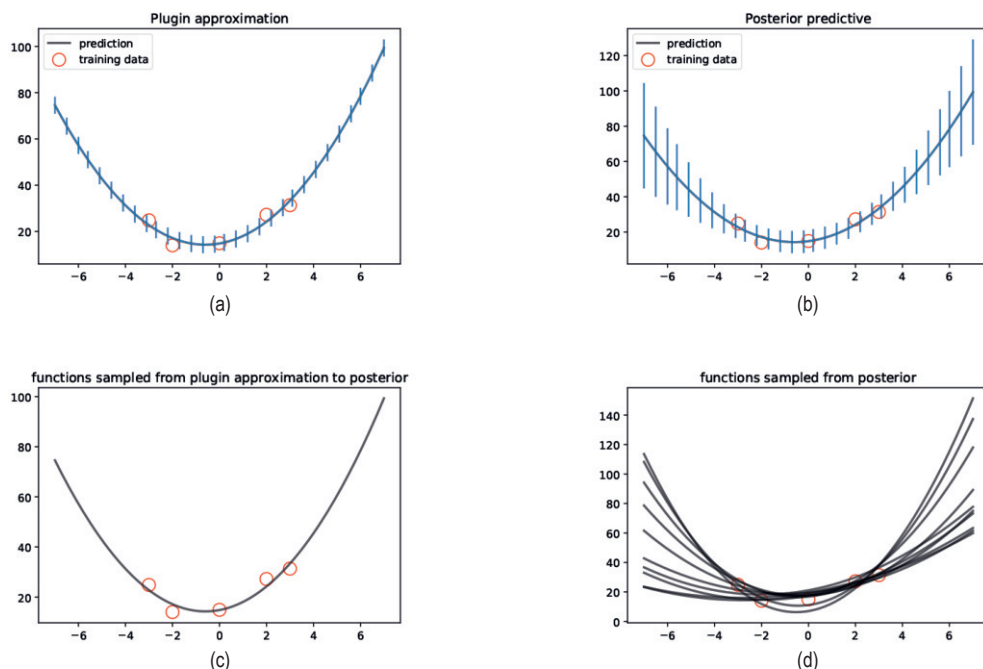 Plugin approximation
prediction
training data
100
80
60
40
20
−6 −4 −2 0 2 4 6
(a)
Posterior predictive
prediction
training data
120
100
80
60
40
20
0
−6 −4 −2 0 2 4 6
(b)
functions sampled from plugin approximation to posterior
100
80
60
40
20
−6 −4 −2 0 2 4 6
(c)
functions sampled from posterior
140
120
100
80
60
40
20
0
−6 −4 −2 0 2 4 6
(d)